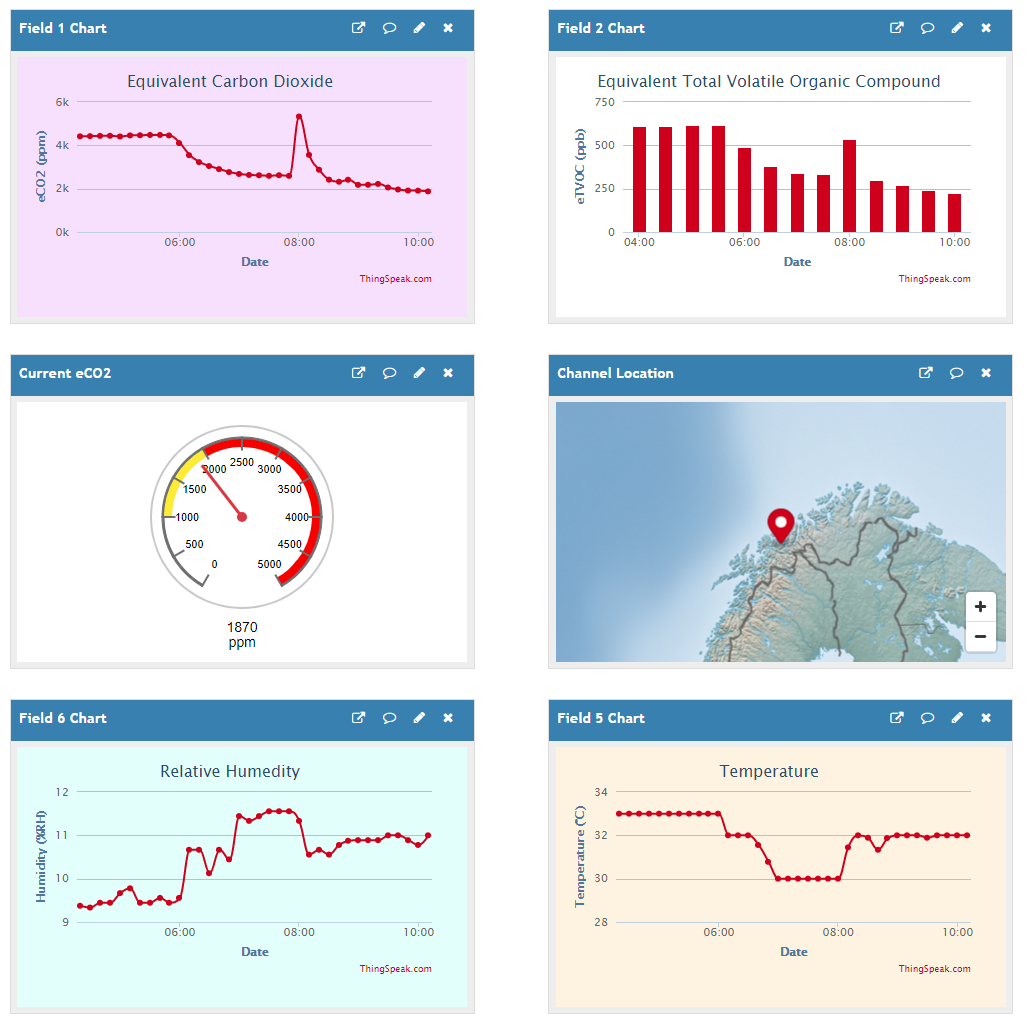 Field 1 Chart
Equivalent Carbon Dioxide
eCO2 (ppm)
6k
4k
2k
0k
06:00 08:00 10:00
Date
ThingSpeak.com
Field 2 Chart
Equivalent Total Volatile Organic Compound
eTVOC (ppb)
750
500
250
0
04:00 06:00 08:00 10:00
Date
ThingSpeak.com
Current eCO2
0
500
1000
1500
2000
2500
3000
3500
4000
4500
5000
1870
ppm
Channel Location
+
−
Field 6 Chart
Relative Humedity
Humidity (%RH)
12
11
10
9
06:00 08:00 10:00
Date
ThingSpeak.com
Field 5 Chart
Temperature
Temperature (°C)
34
32
30
28
06:00 08:00 10:00
Date
ThingSpeak.com